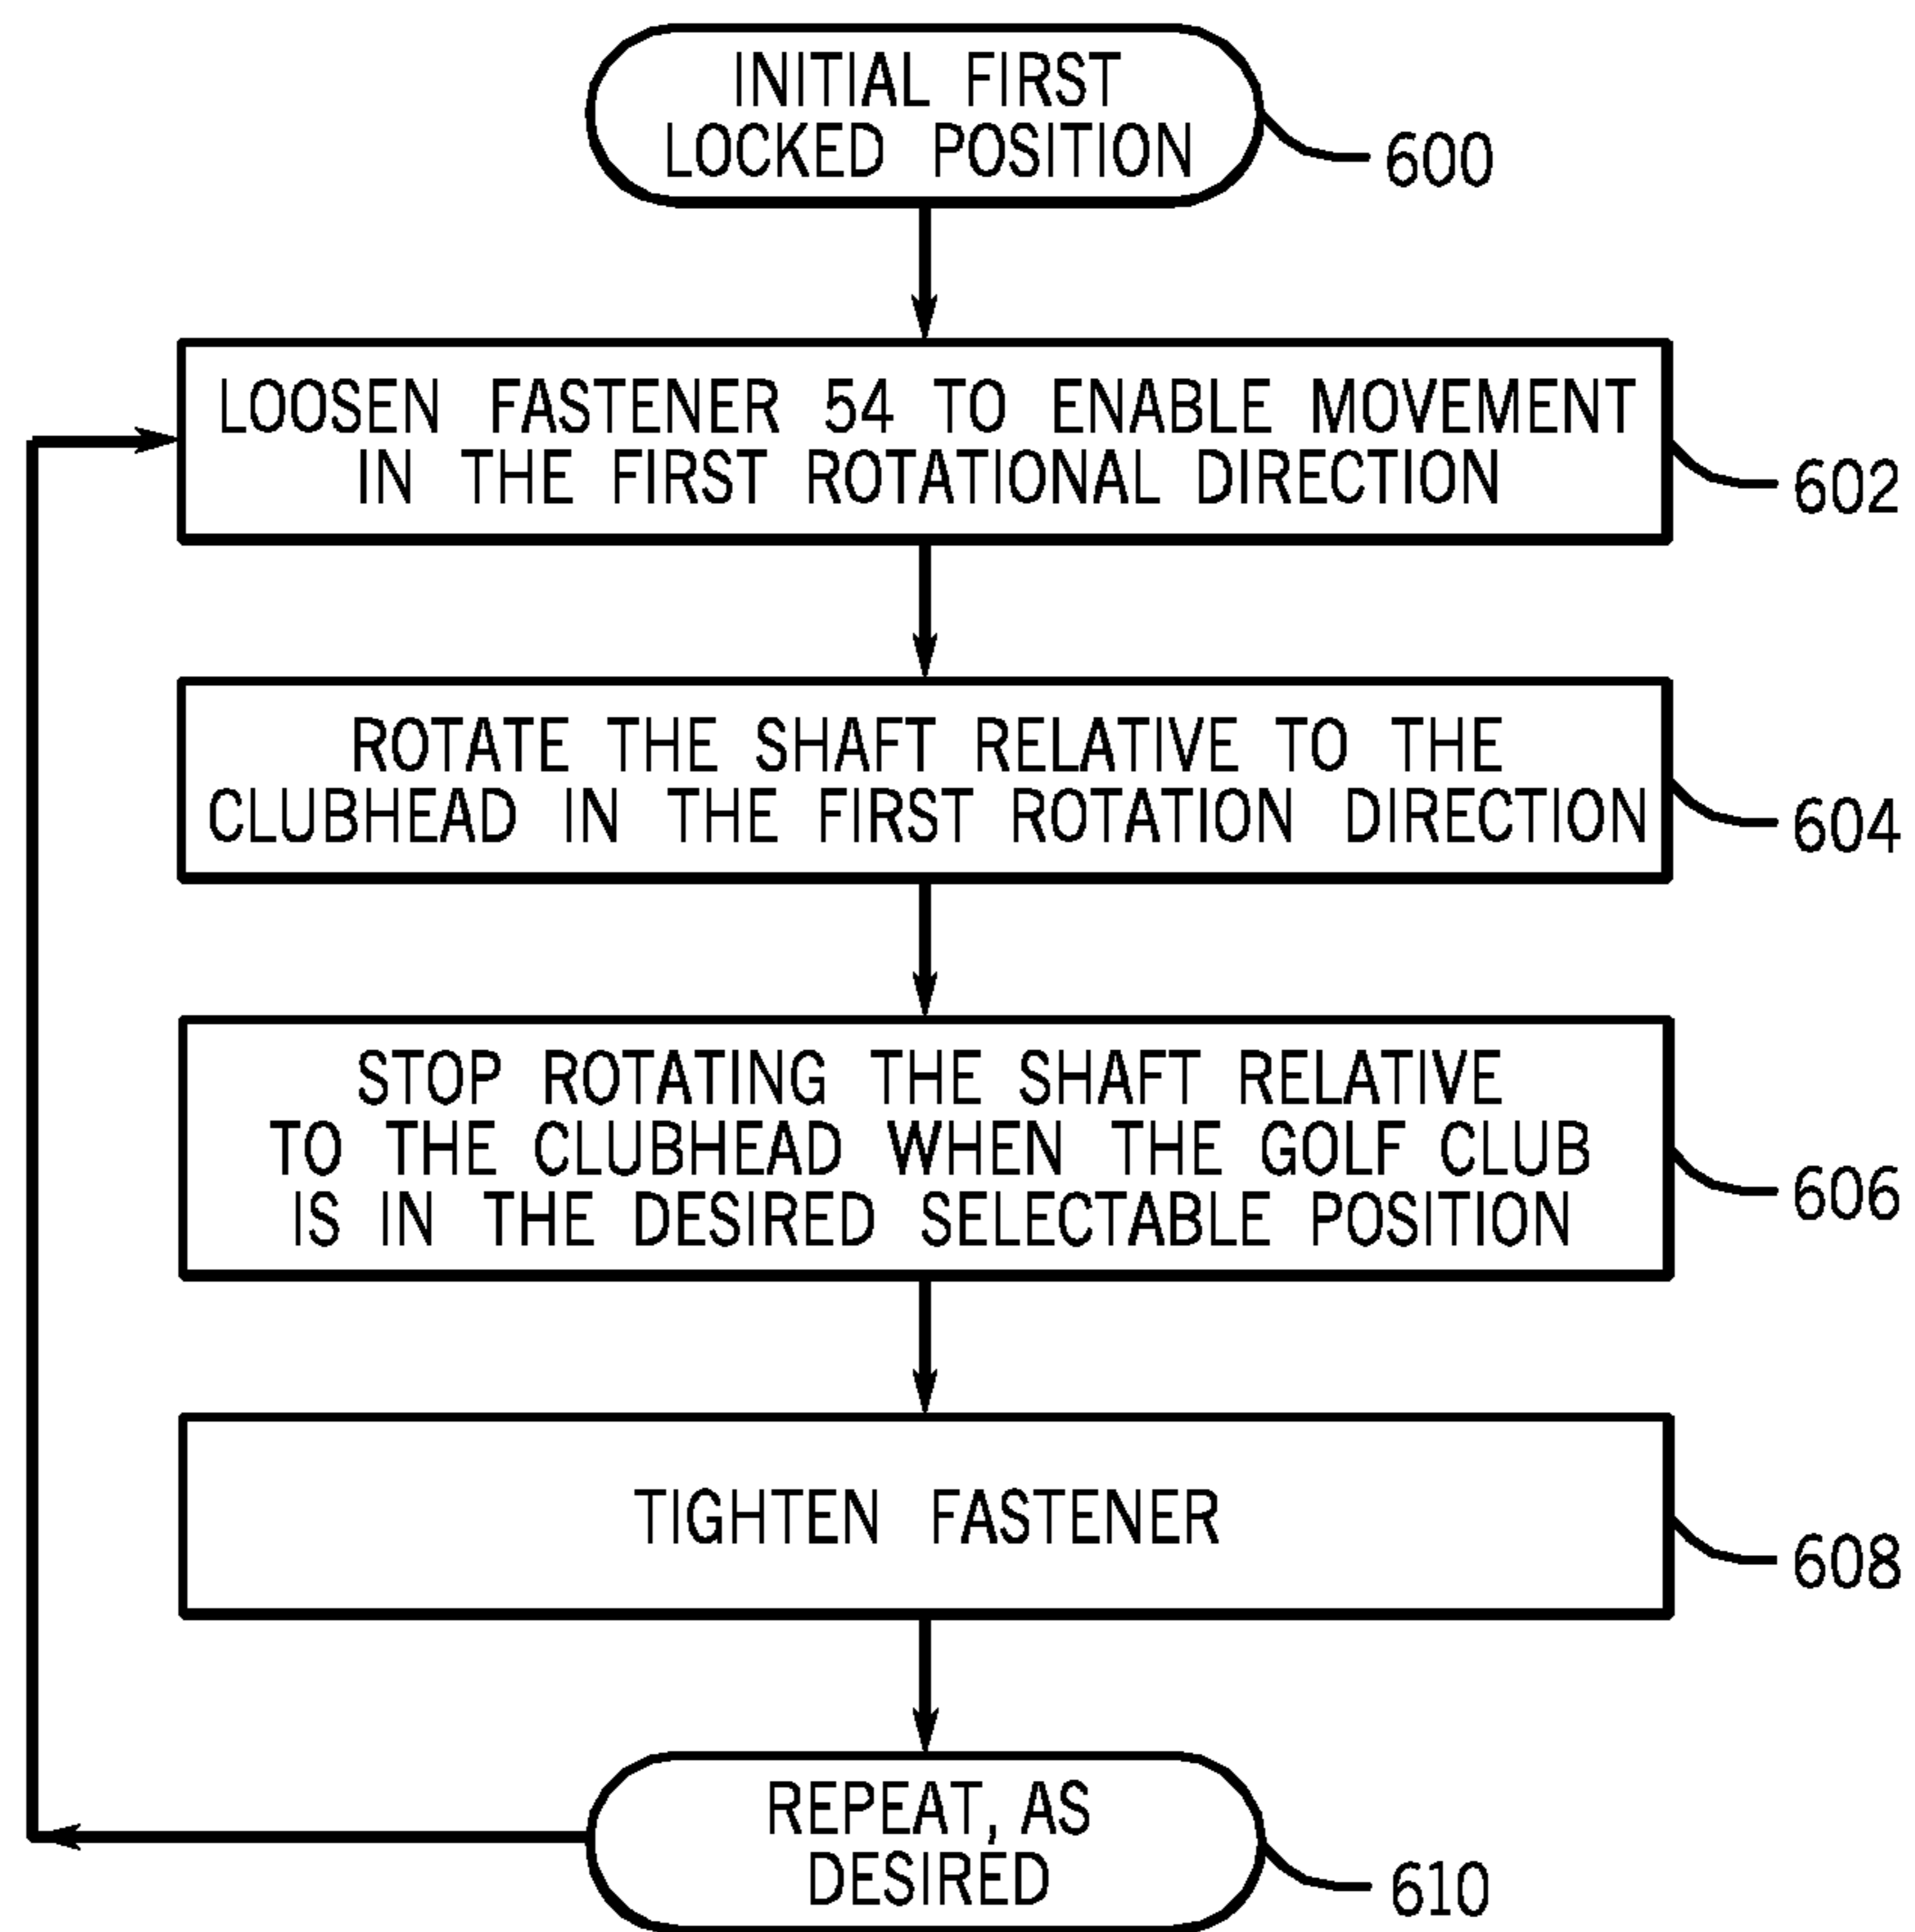 INITIAL FIRST
LOCKED POSITION
600
LOOSEN FASTENER 54 TO ENABLE MOVEMENT
IN THE FIRST ROTATIONAL DIRECTION
602
ROTATE THE SHAFT RELATIVE TO THE
CLUBHEAD IN THE FIRST ROTATION DIRECTION
604
STOP ROTATING THE SHAFT RELATIVE
TO THE CLUBHEAD WHEN THE GOLF CLUB
IS IN THE DESIRED SELECTABLE POSITION
606
TIGHTEN FASTENER
608
REPEAT, AS
DESIRED
610